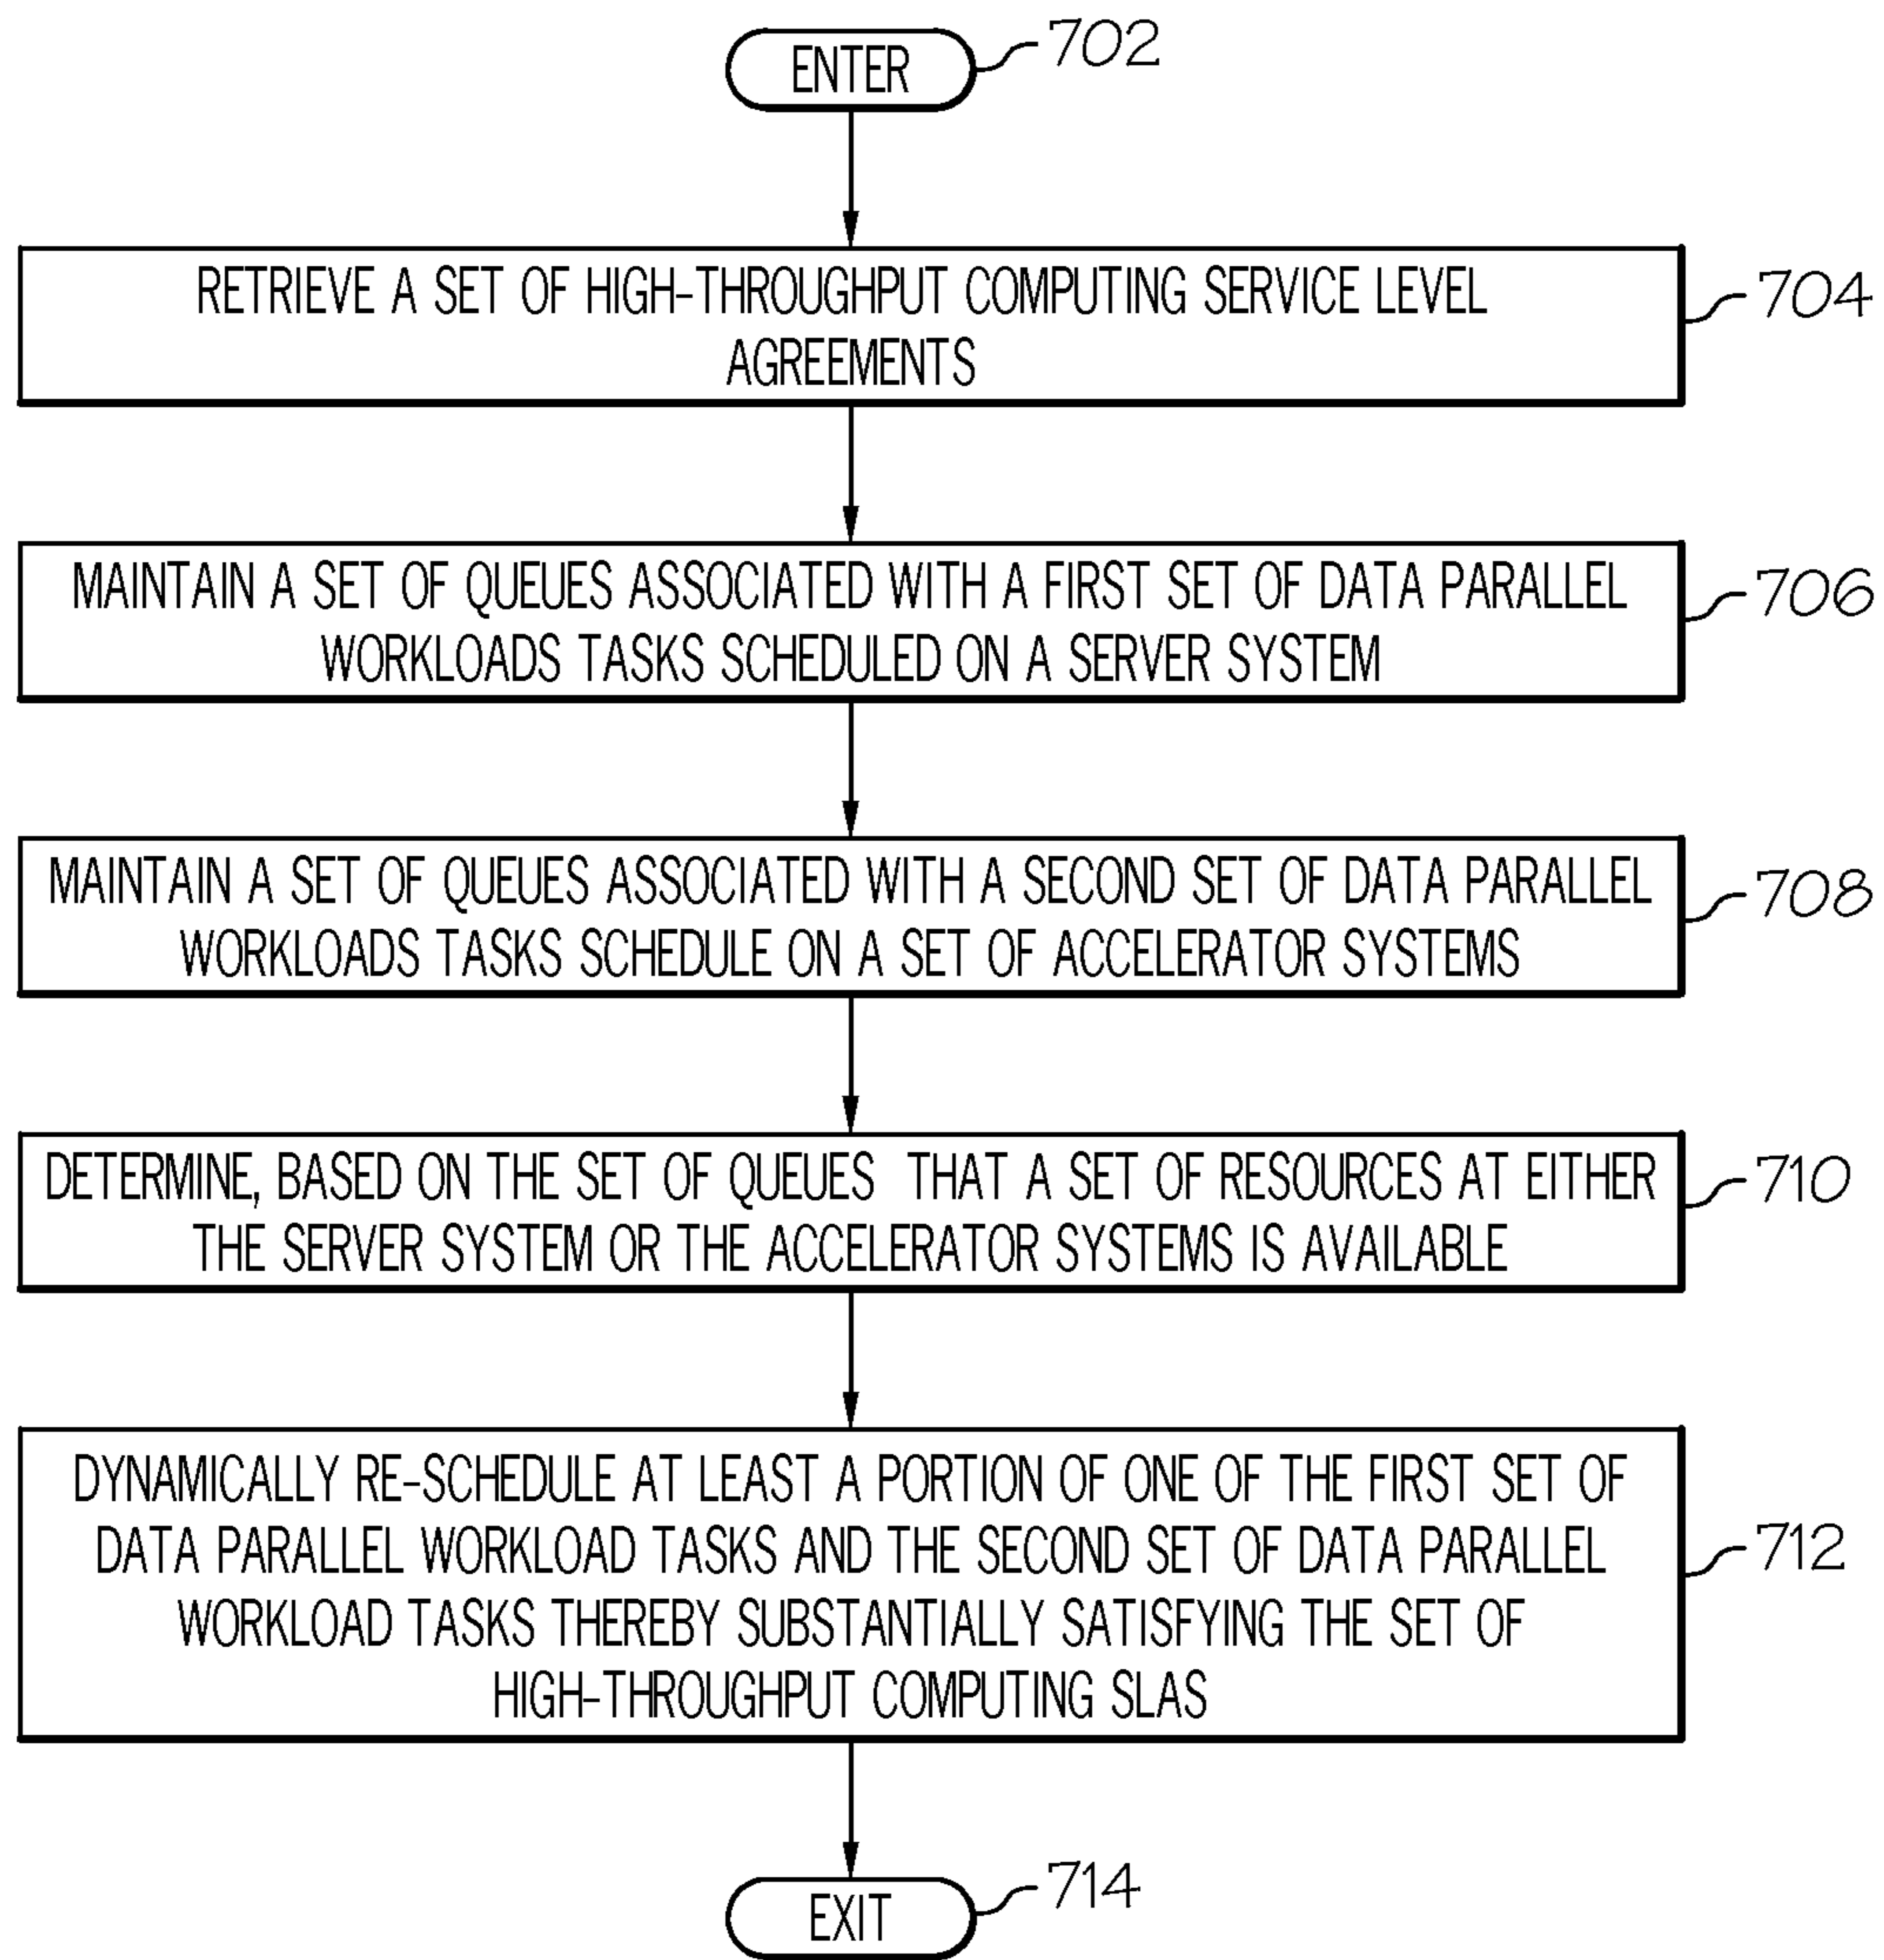 ENTER
702
RETRIEVE A SET OF HIGH-THROUGHPUT COMPUTING SERVICE LEVEL
AGREEMENTS
704
MAINTAIN A SET OF QUEUES ASSOCIATED WITH A FIRST SET OF DATA PARALLEL
WORKLOADS TASKS SCHEDULED ON A SERVER SYSTEM
706
MAINTAIN A SET OF QUEUES ASSOCIATED WITH A SECOND SET OF DATA PARALLEL
WORKLOADS TASKS SCHEDULE ON A SET OF ACCELERATOR SYSTEMS
708
DETERMINE, BASED ON THE SET OF QUEUES THAT A SET OF RESOURCES AT EITHER
THE SERVER SYSTEM OR THE ACCELERATOR SYSTEMS IS AVAILABLE
710
DYNAMICALLY RE-SCHEDULE AT LEAST A PORTION OF ONE OF THE FIRST SET OF
DATA PARALLEL WORKLOAD TASKS AND THE SECOND SET OF DATA PARALLEL
WORKLOAD TASKS THEREBY SUBSTANTIALLY SATISFYING THE SET OF
HIGH-THROUGHPUT COMPUTING SLAS
712
EXIT
714